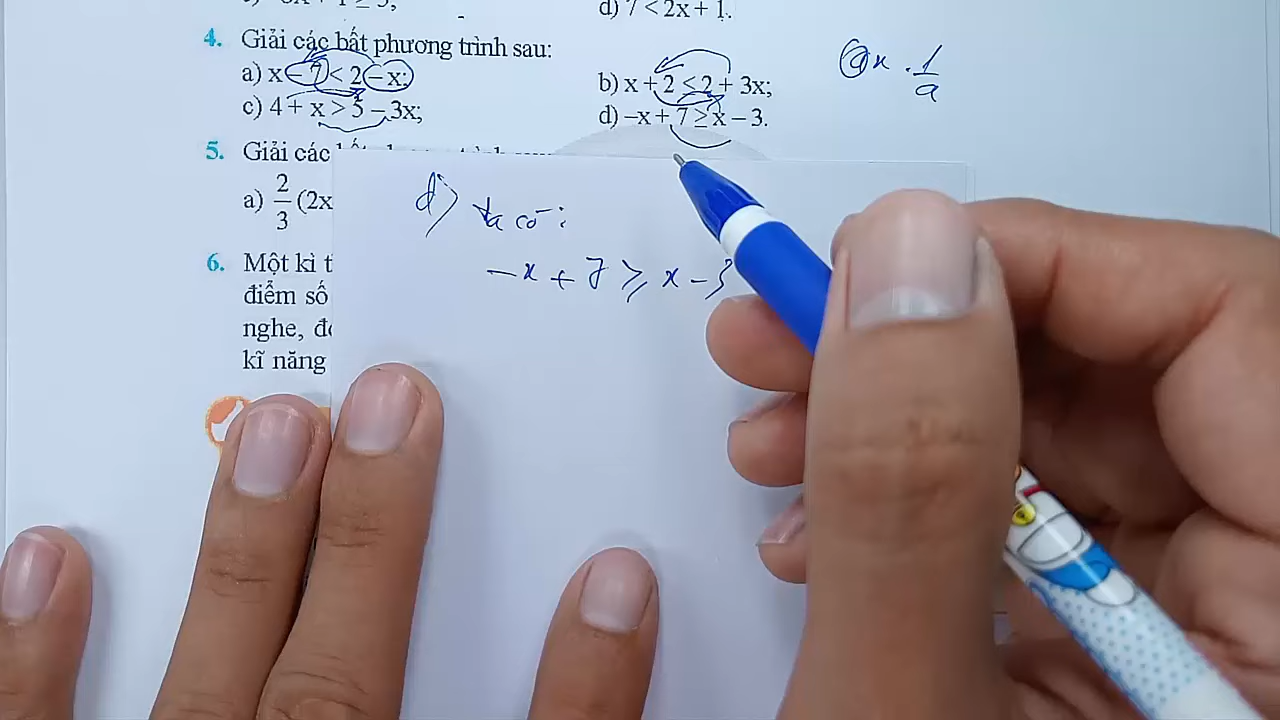 d) 7 < 2x + 1.
4. Giải các bất phương trình sau:
a) x – 7 < 2 – x;
b) x + 2 ≤ 2 + 3x;
c) 4 + x > 5 – 3x;
d) –x + 7 ≥ x – 3.
ax . 1/a
5. Giải các
a) 2/3 (2x
6. Một kì t
điểm số
nghe, đọ
kĩ năng
d) ta có:
–x + 7 ≥ x – 3